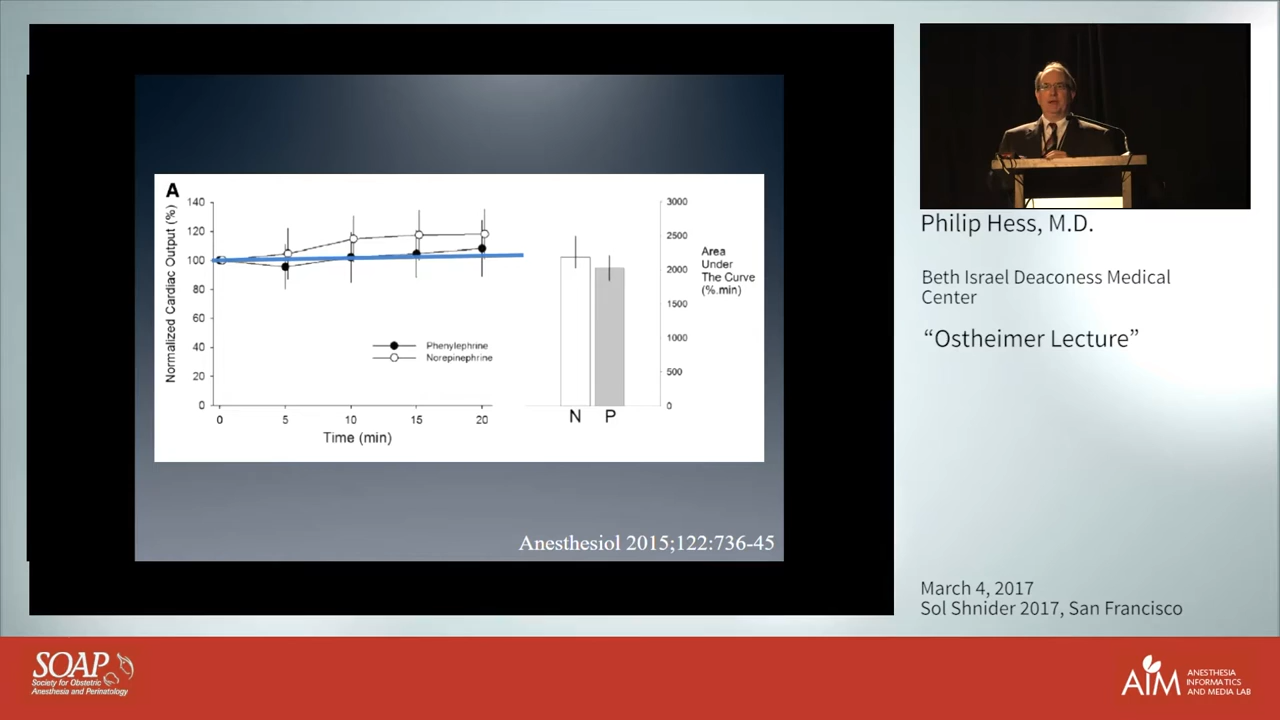 A
140
120
100
80
60
40
20
0
Normalized Cardiac Output (%)
Phenylephrine
Norepinephrine
0 5 10 15 20
Time (min)
3000
2500
2000
1500
1000
500
0
Area
Under
The Curve
(%.min)
N P
Anesthesiol 2015;122:736-45
Philip Hess, M.D.
Beth Israel Deaconess Medical
Center
“Ostheimer Lecture”
March 4, 2017
Sol Shnider 2017, San Francisco
SOAP
Society for Obstetric
Anesthesia and Perinatology
AIM
ANESTHESIA
INFORMATICS
AND MEDIA LAB